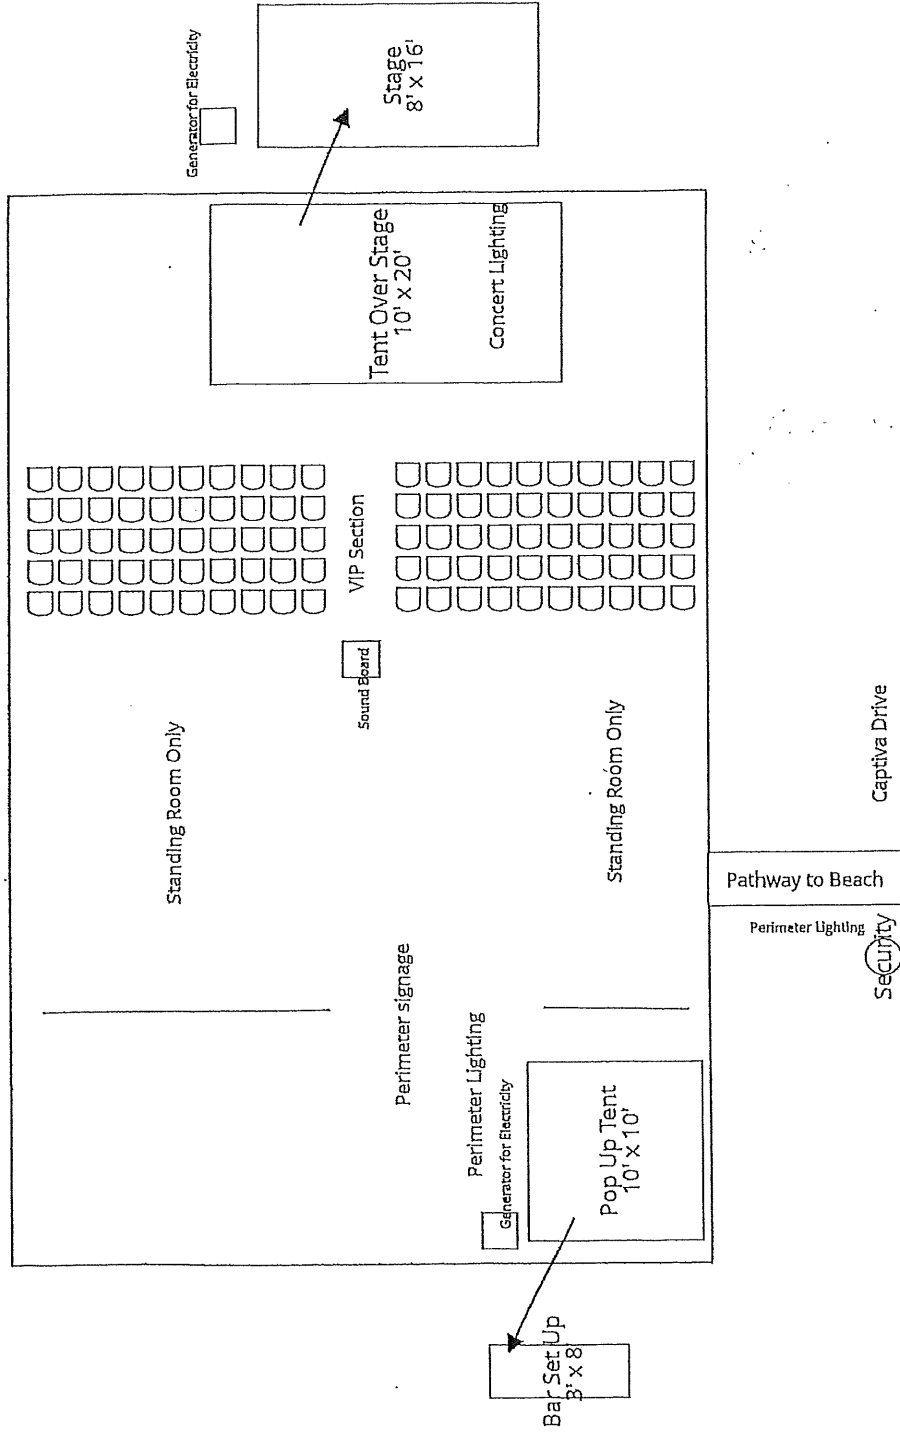 Generator for Electricity
Stage
8' X 16'
Tent Over Stage
10' X 20'
Concert Lighting
VIP Section
Sound Board
Standing Room Only
Standing Room Only
Captiva Drive
Pathway to Beach
Perimeter Lighting
Security
Perimeter signage
Perimeter Lighting
Generator for Electricity
Pop Up Tent
10' X 10'
Bar Set Up
3' X 8